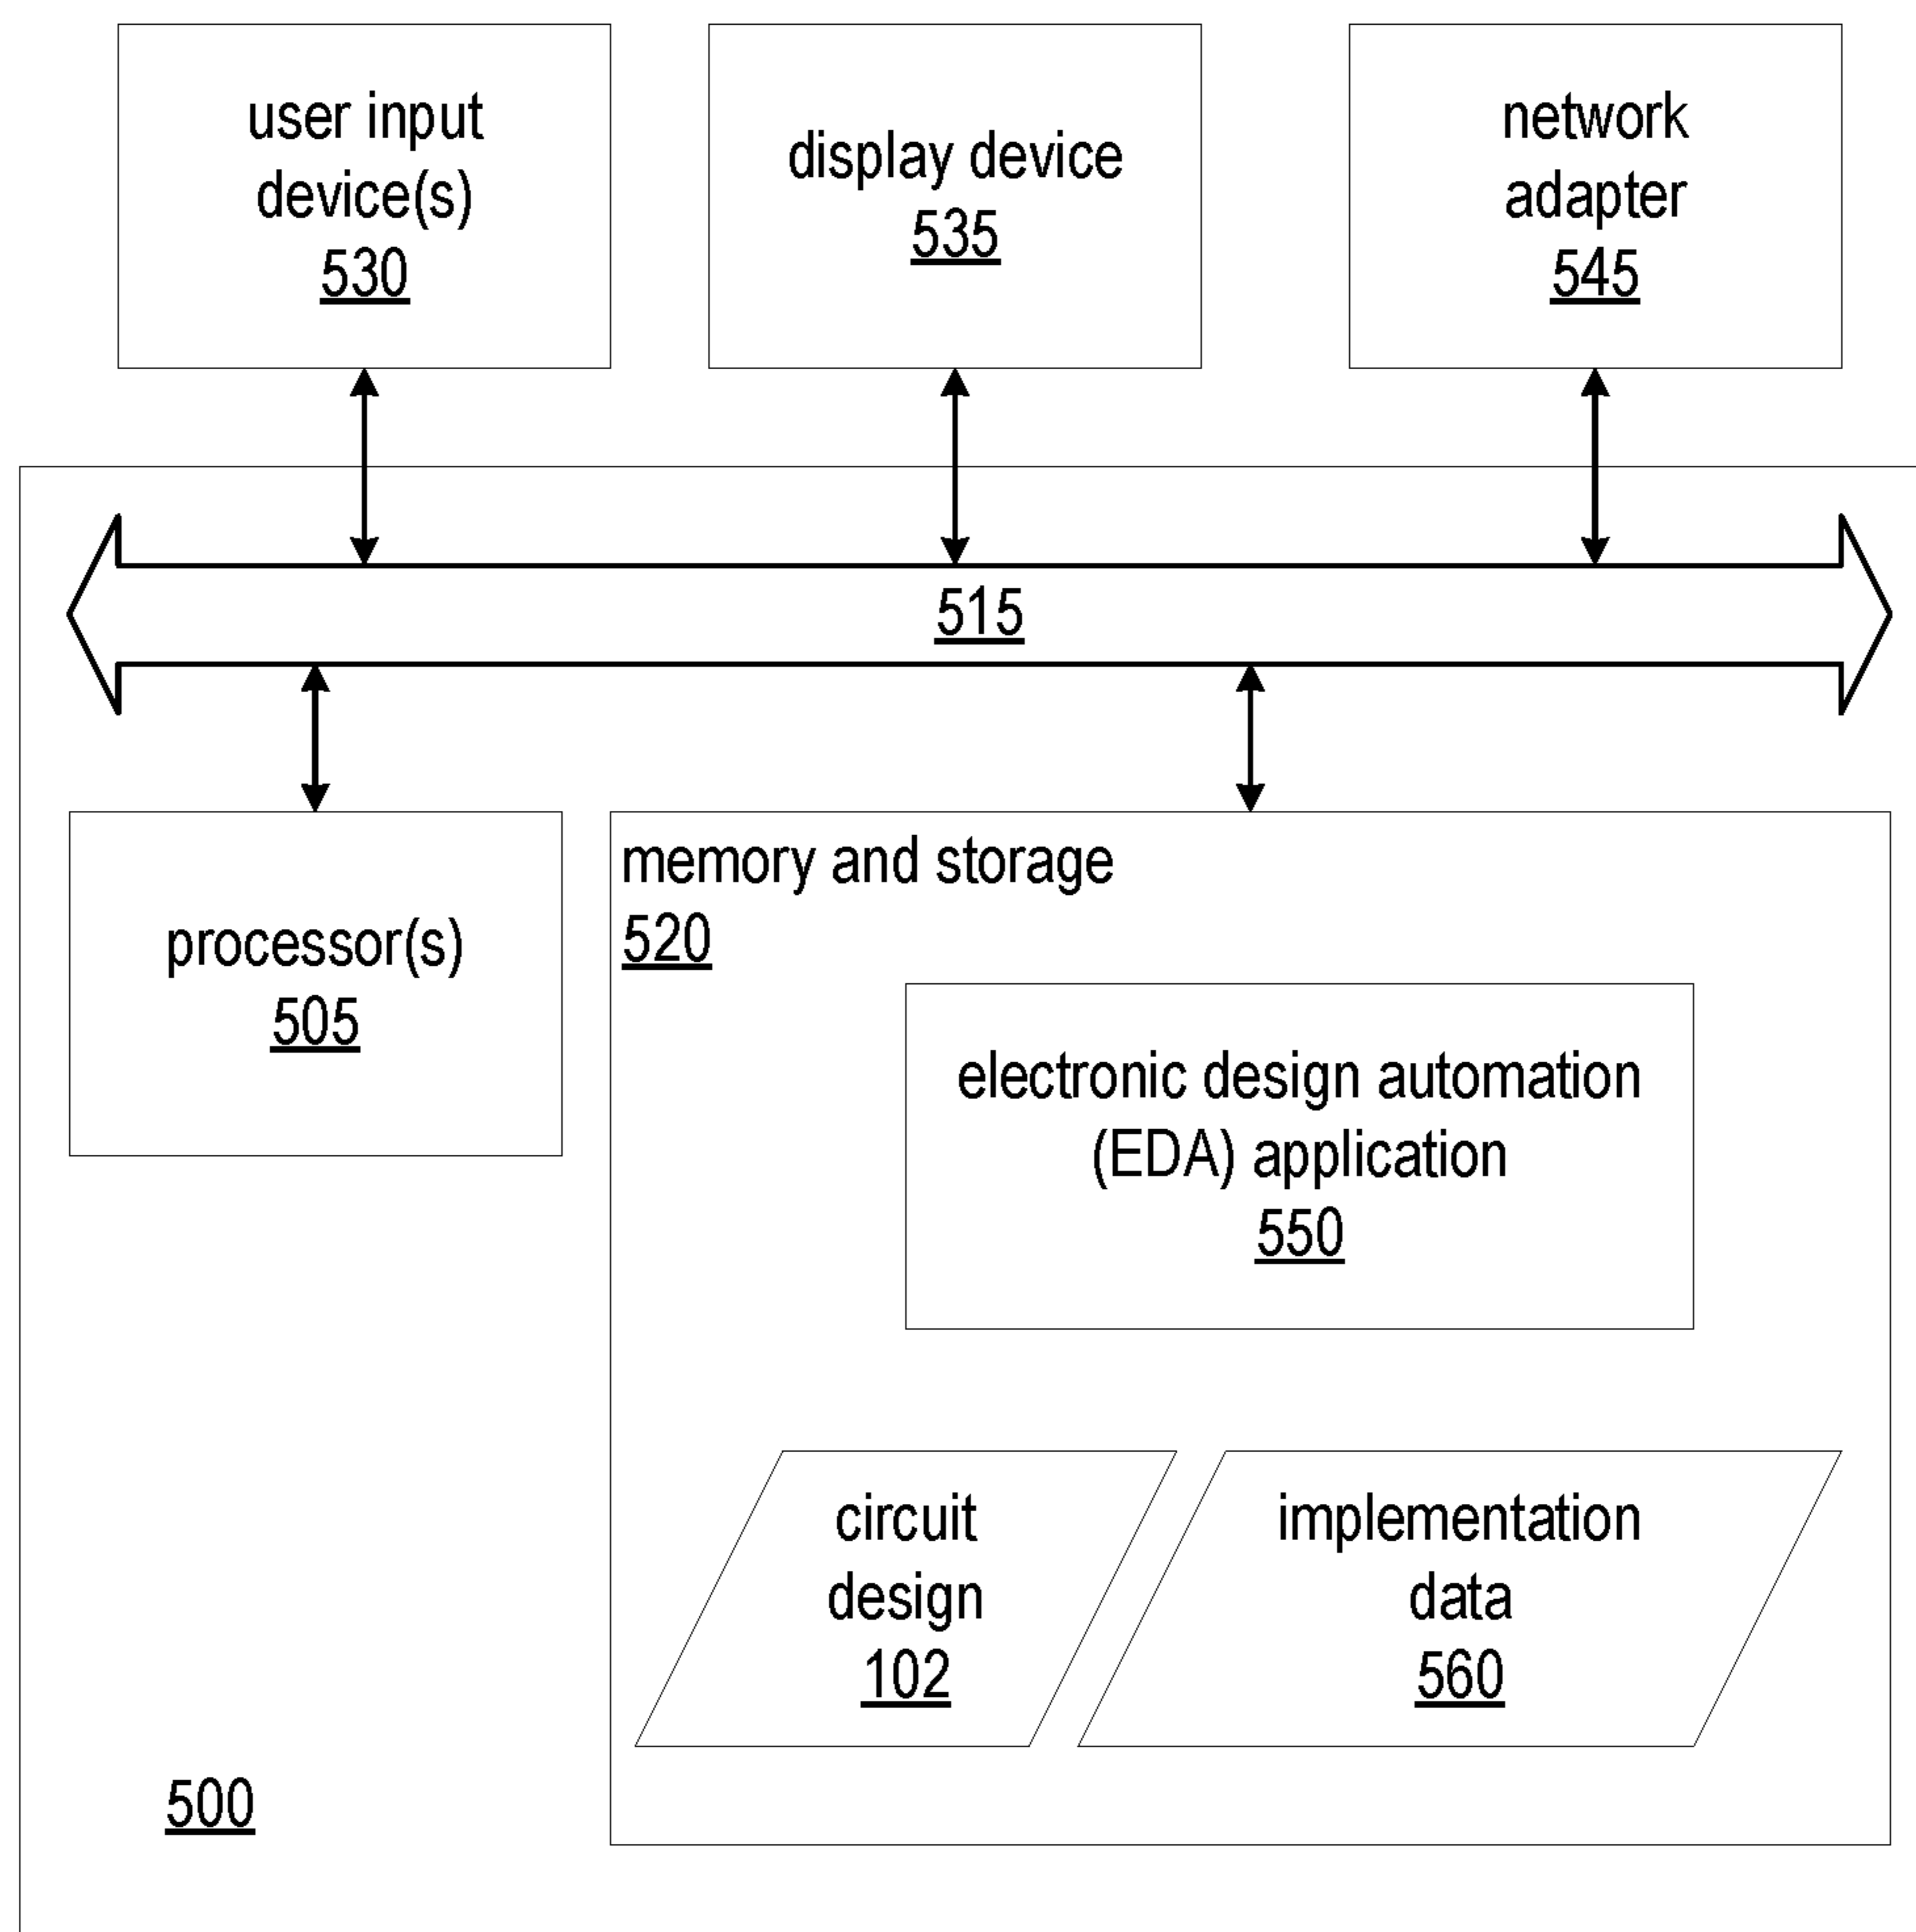 user input
device(s)
530
display device
535
network
adapter
545
515
processor(s)
505
memory and storage
520
electronic design automation
(EDA) application
550
circuit
design
102
implementation
data
560
500